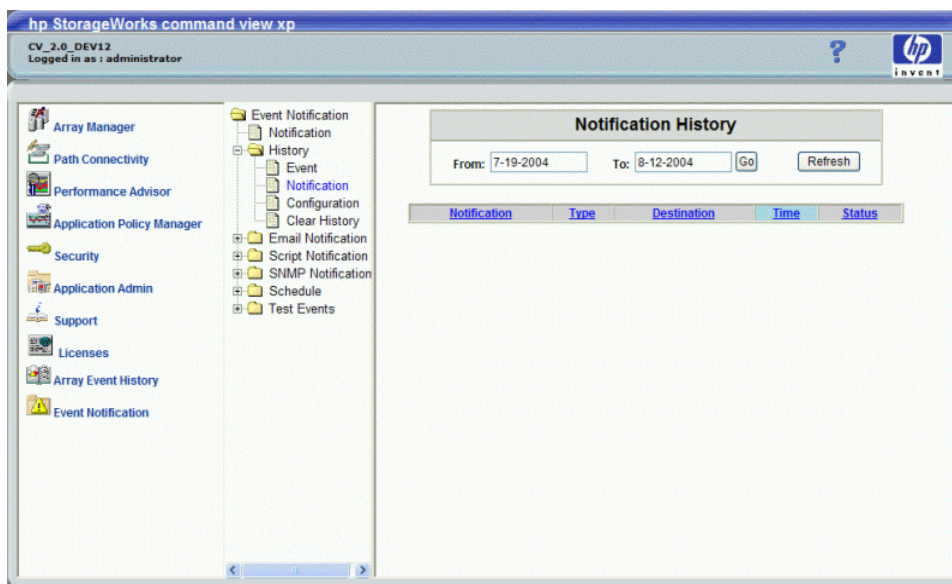 hp StorageWorks command view xp
CV_2.0_DEV12
Logged in as : administrator
?
hp
invent
Array Manager
Path Connectivity
Performance Advisor
Application Policy Manager
Security
Application Admin
Support
Licenses
Array Event History
Event Notification
Event Notification
Notification
History
Event
Notification
Configuration
Clear History
Email Notification
Script Notification
SNMP Notification
Schedule
Test Events
Notification History
From: 7-19-2004 To: 8-12-2004 Go Refresh
Notification Type Destination Time Status